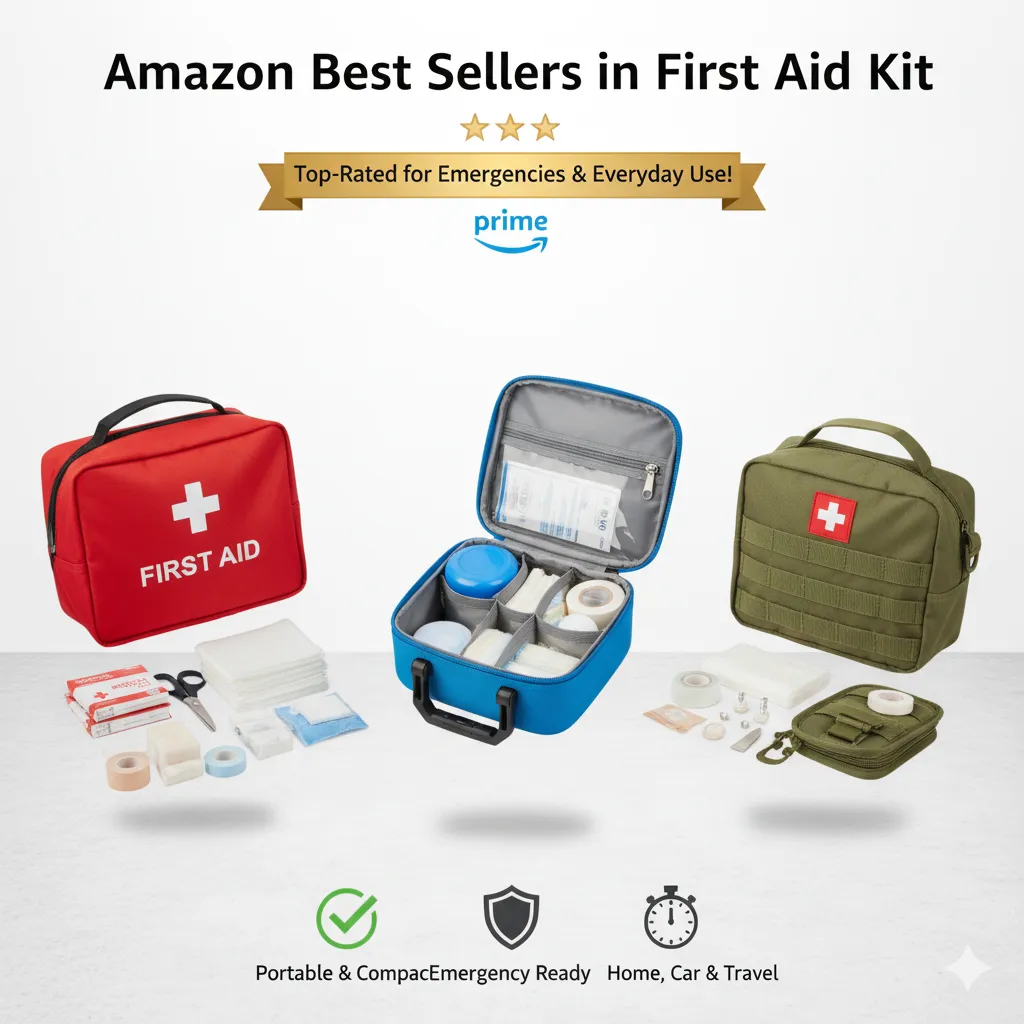 Amazon Best Sellers in First Aid Kit
Top-Rated for Emergencies & Everyday Use!
prime
FIRST AID
Portable & CompacEmergency Ready Home, Car & Travel